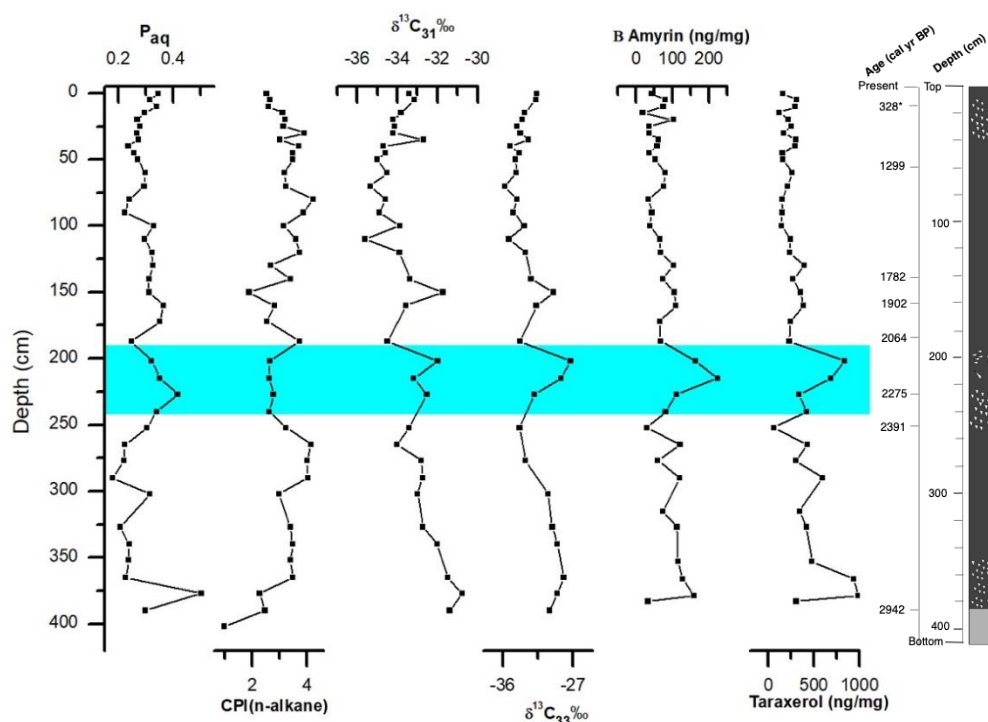 P_aq
0.2 0.4
δ¹³C₃₁‰
-36 -34 -32 -30
B Amyrin (ng/mg)
0 100 200
Age (cal yr BP)
Depth (cm)
Depth (cm)
0
50
100
150
200
250
300
350
400
Present
328*
1299
1782
1902
2064
2275
2391
2942
Top
100
200
300
400
Bottom
2 4
CPI(n-alkane)
-36 -27
δ¹³C₃₃‰
0 500 1000
Taraxerol (ng/mg)